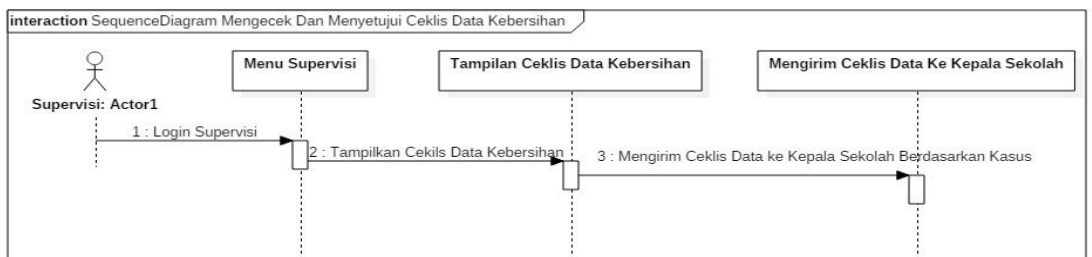 interaction SequenceDiagram Mengecek Dan Menyetujui Ceklis Data Kebersihan
Menu Supervisi
Tampilan Ceklis Data Kebersihan
Mengirim Ceklis Data Ke Kepala Sekolah
Supervisi: Actor1
1 : Login Supervisi
2 : Tampilkan Cekils Data Kebersihan
3 : Mengirim Ceklis Data ke Kepala Sekolah Berdasarkan Kasus